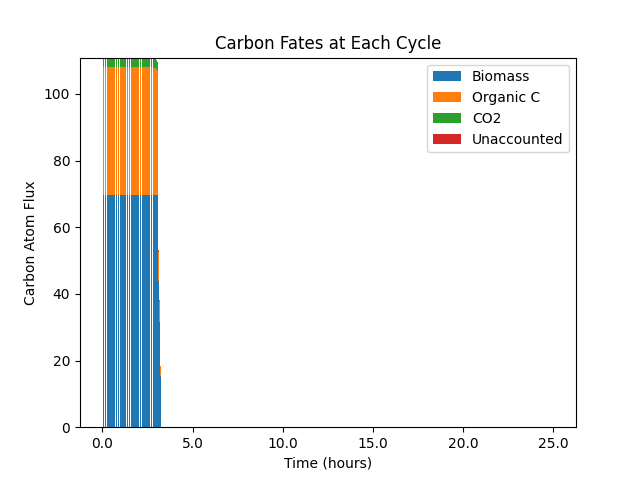 Carbon Fates at Each Cycle
Biomass
Organic C
CO2
Unaccounted
Carbon Atom Flux
100
80
60
40
20
0
0.0 5.0 10.0 15.0 20.0 25.0
Time (hours)